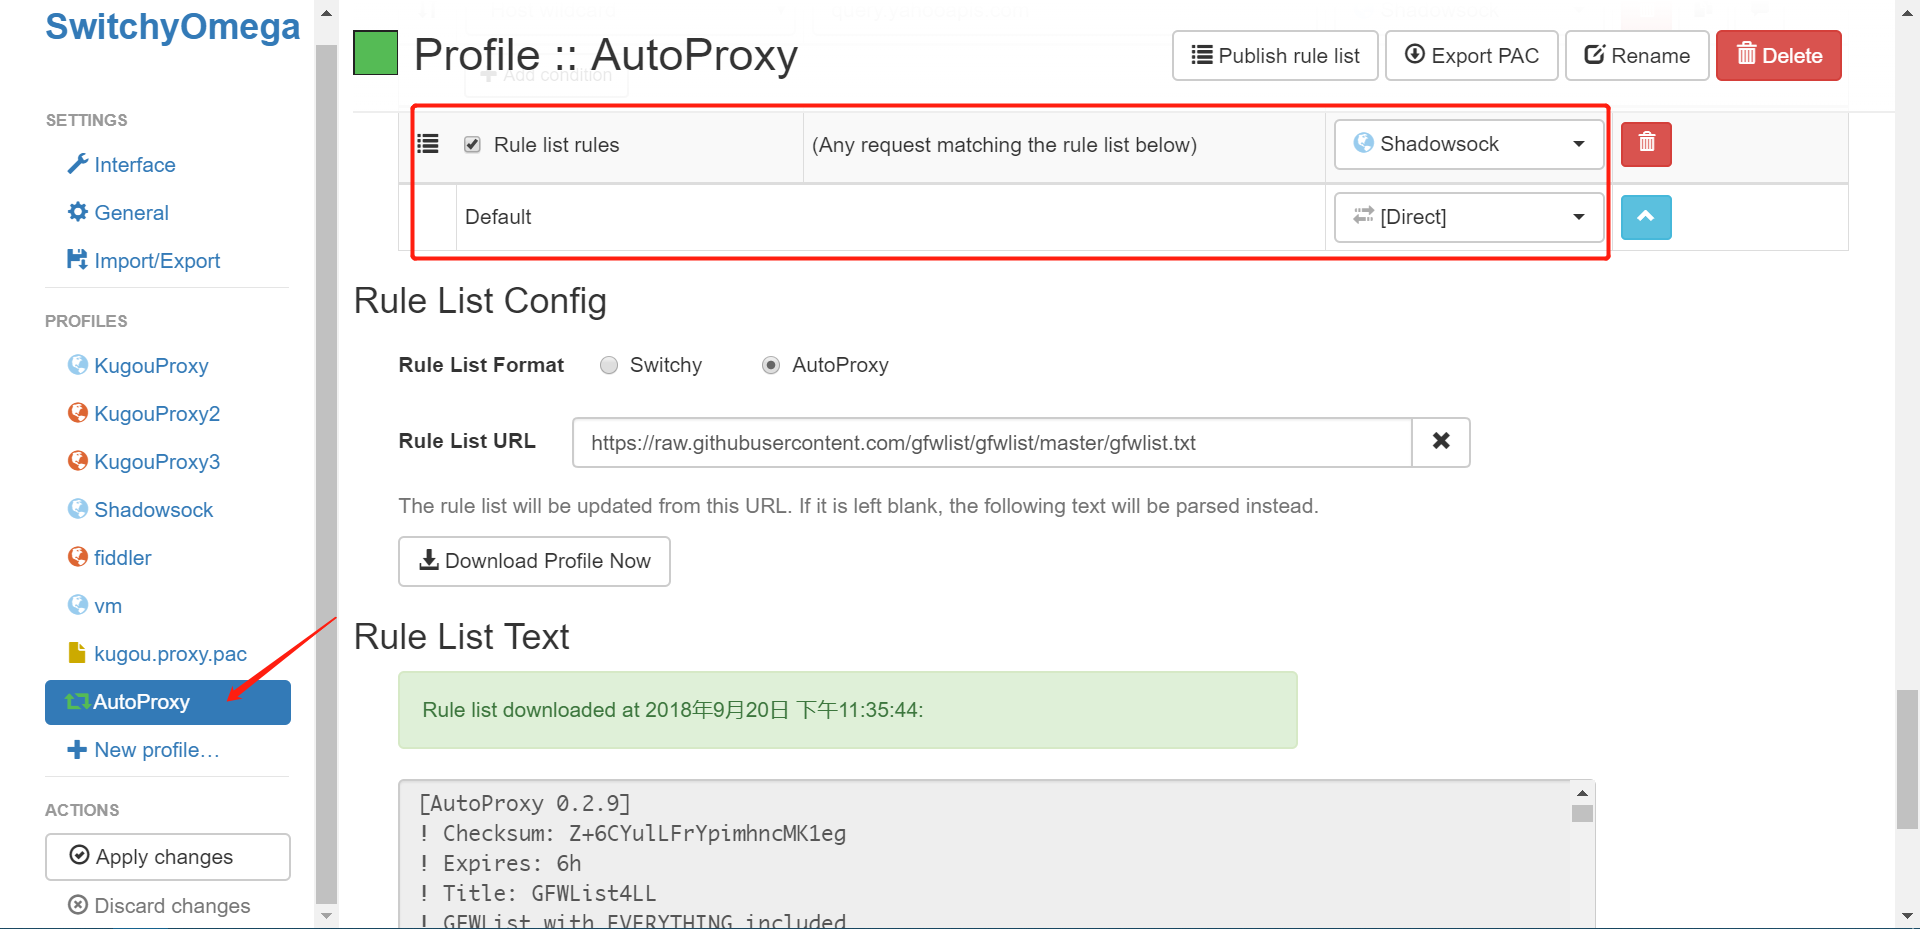 SwitchyOmega
SETTINGS
Interface
General
Import/Export
PROFILES
KugouProxy
KugouProxy2
KugouProxy3
Shadowsock
fiddler
vm
kugou.proxy.pac
AutoProxy
New profile…
ACTIONS
Apply changes
Discard changes
Profile :: AutoProxy
Publish rule list
Export PAC
Rename
Delete
Add condition
Rule list rules
(Any request matching the rule list below)
Shadowsock
Default
[Direct]
Rule List Config
Rule List Format
Switchy
AutoProxy
Rule List URL
https://raw.githubusercontent.com/gfwlist/gfwlist/master/gfwlist.txt
The rule list will be updated from this URL. If it is left blank, the following text will be parsed instead.
Download Profile Now
Rule List Text
Rule list downloaded at 2018年9月20日 下午11:35:44:
[AutoProxy 0.2.9]
! Checksum: Z+6CYulLFrYpimhncMK1eg
! Expires: 6h
! Title: GFWList4LL
! GFWList with EVERYTHING included